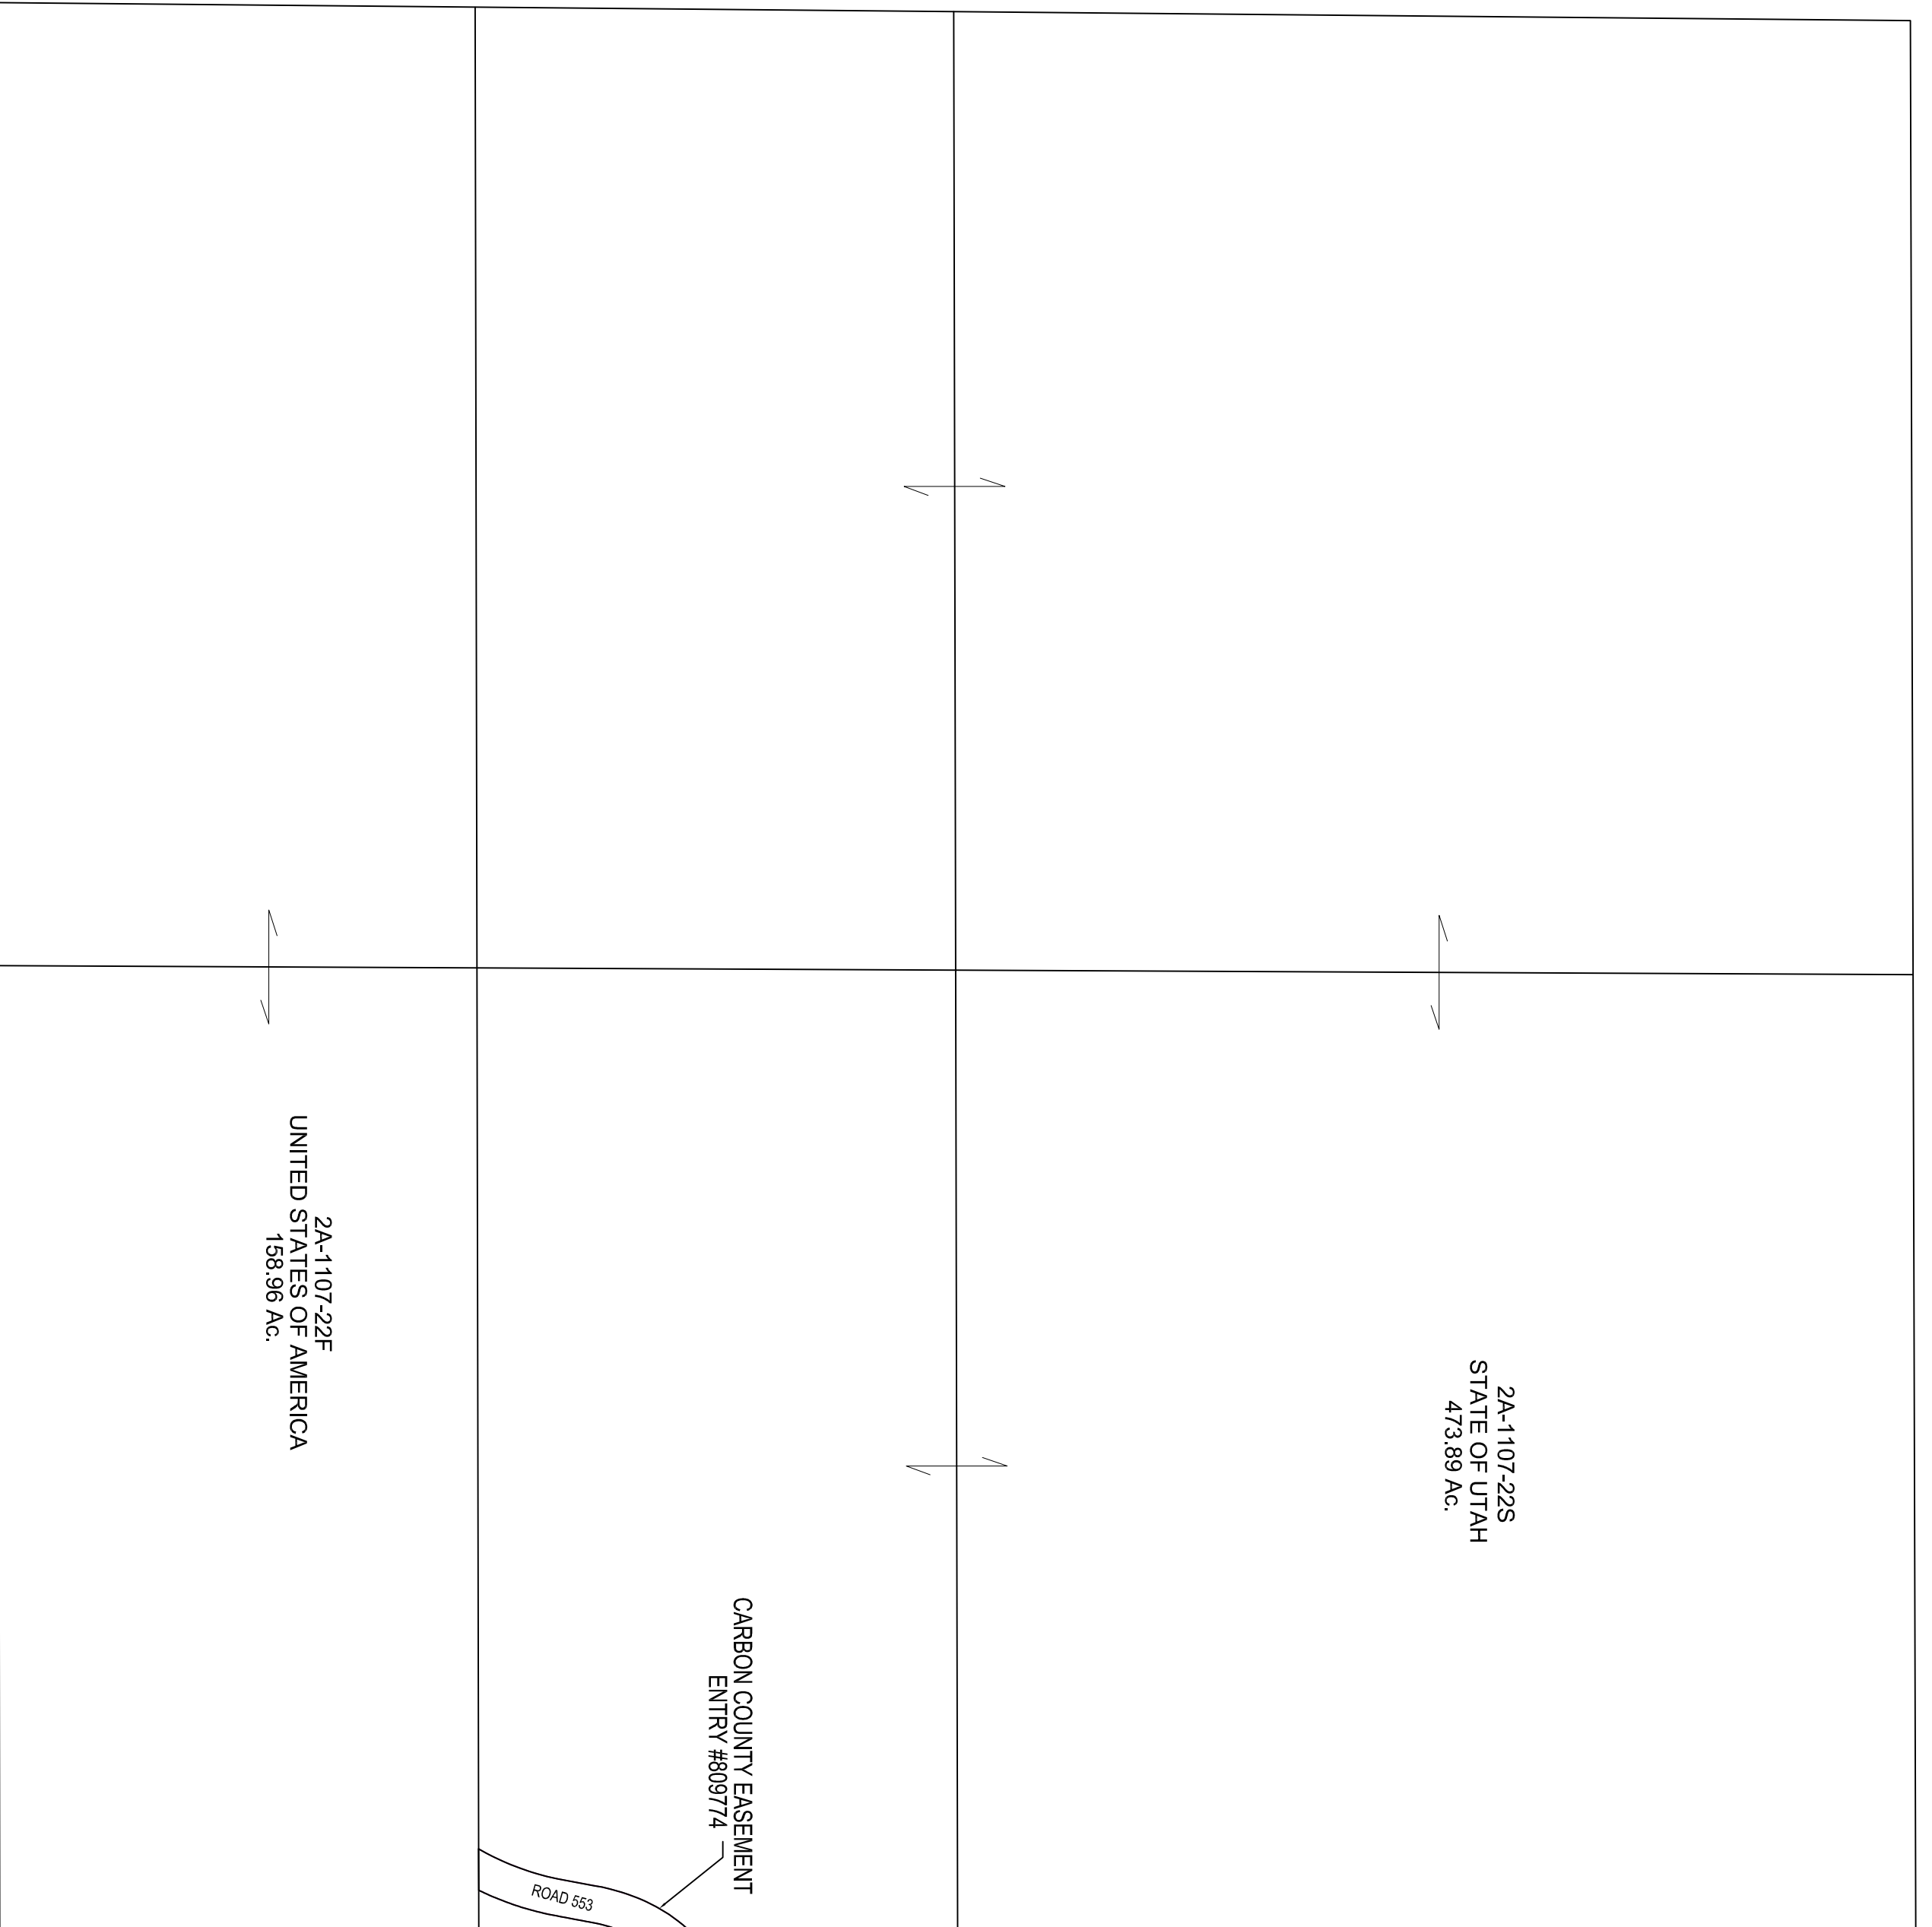 2A-1107-22S
STATE OF UTAH
473.89 Ac.
CARBON COUNTY EASEMENT
ENTRY #809774
ROAD 553
2A-1107-22F
UNITED STATES OF AMERICA
158.96 Ac.